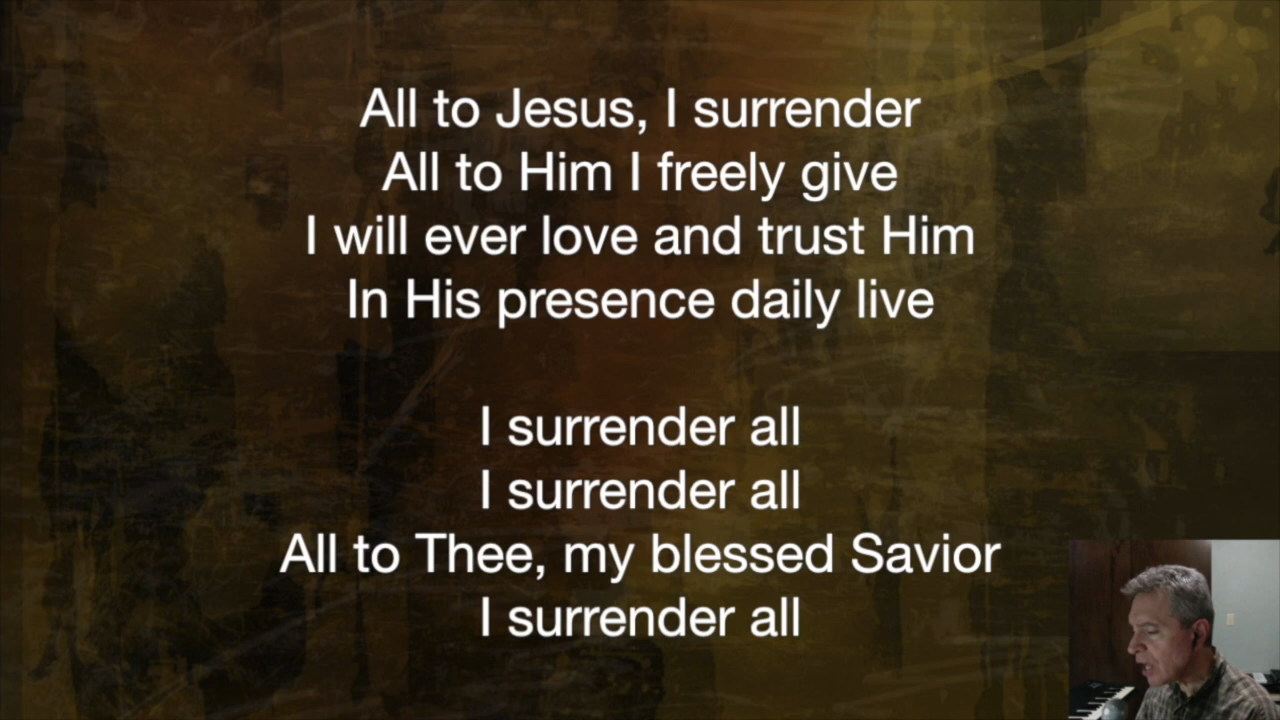 All to Jesus, I surrender
All to Him I freely give
I will ever love and trust Him
In His presence daily live
I surrender all
I surrender all
All to Thee, my blessed Savior
I surrender all